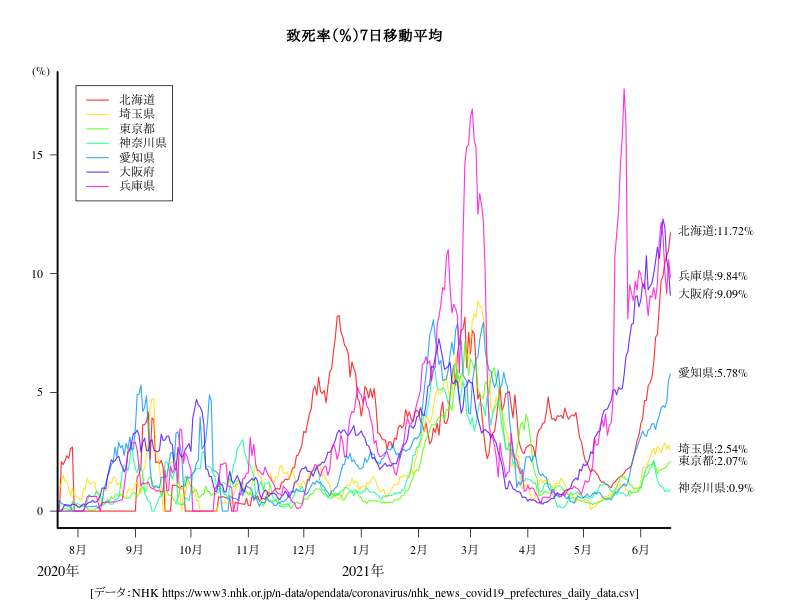 致死率(%)7日移動平均
(%)
15
10
5
0
北海道
埼玉県
東京都
神奈川県
愛知県
大阪府
兵庫県
北海道:11.72%
兵庫県:9.84%
大阪府:9.09%
愛知県:5.78%
埼玉県:2.54%
東京都:2.07%
神奈川県:0.9%
8月 9月 10月 11月 12月 1月 2月 3月 4月 5月 6月
2020年 2021年
[データ:NHK https://www3.nhk.or.jp/n-data/opendata/coronavirus/nhk_news_covid19_prefectures_daily_data.csv]